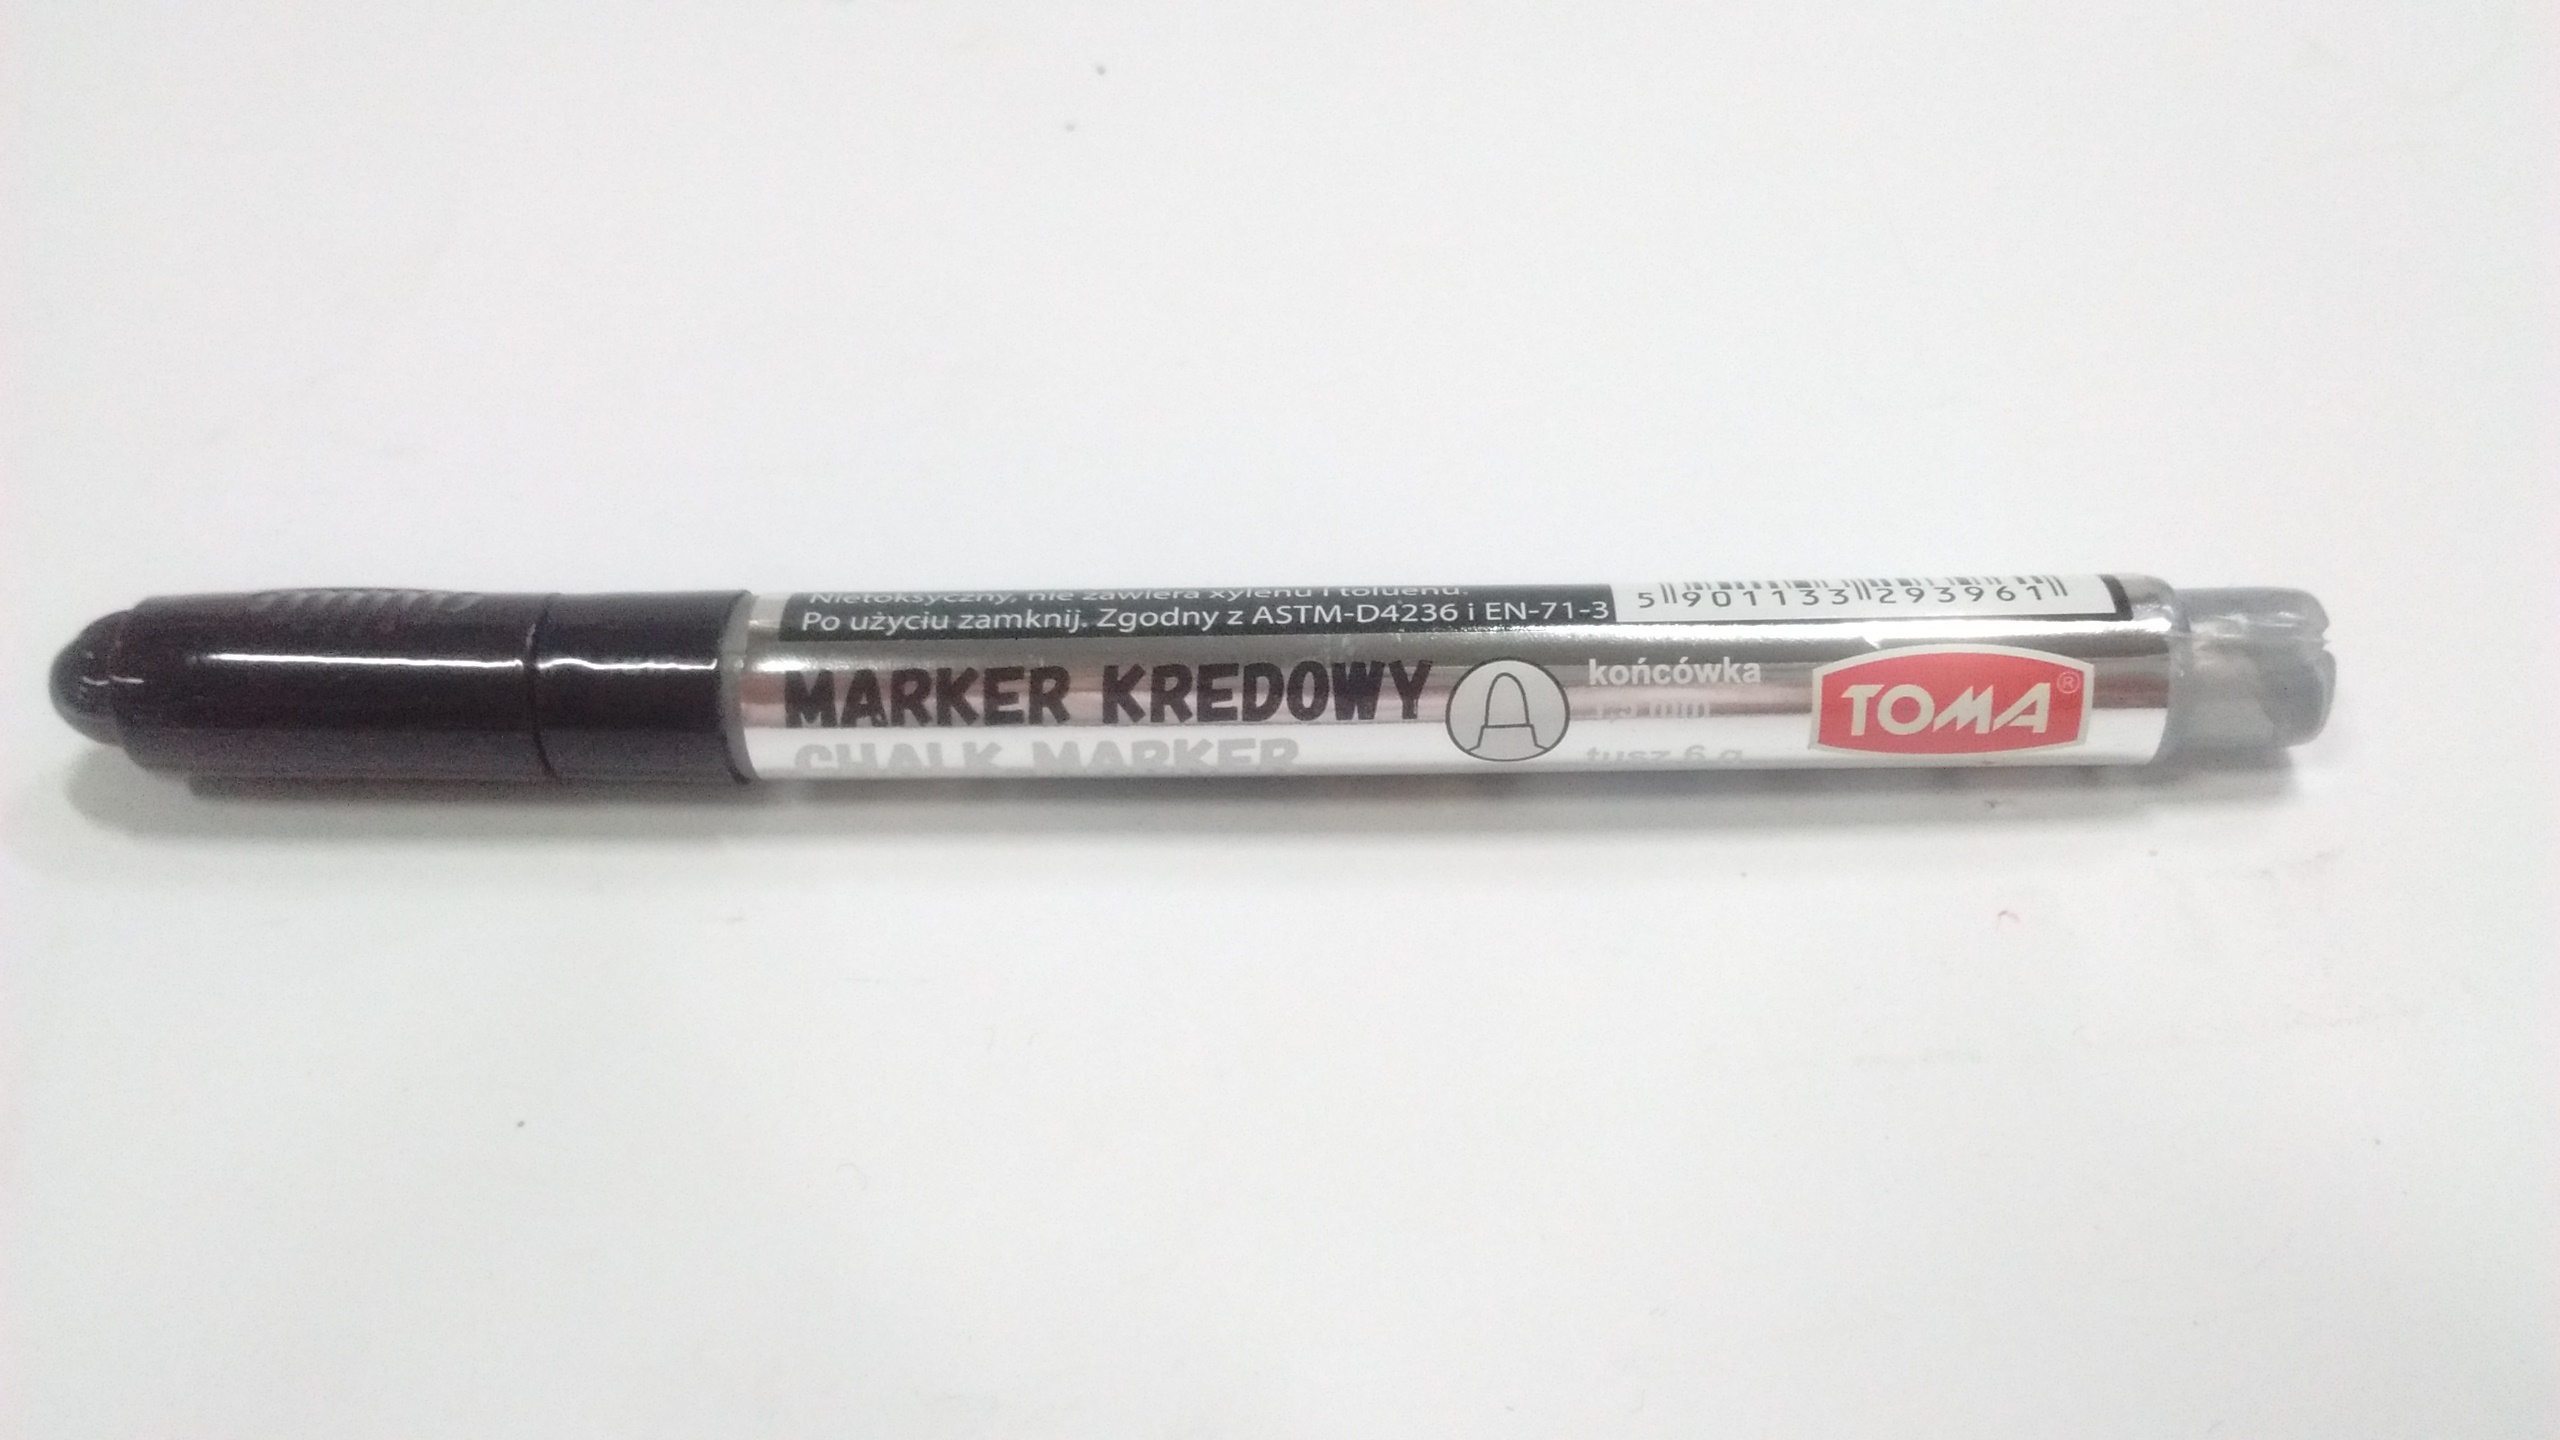 Nietoksyczny, nie zawiera xylenu i toluenu.
Po użyciu zamknij. Zgodny z ASTM-D4236 i EN-71-3
5 901133 293961
MARKER KREDOWY
CHALK MARKER
końcówka
mm
tusz 6 g
TOMA®